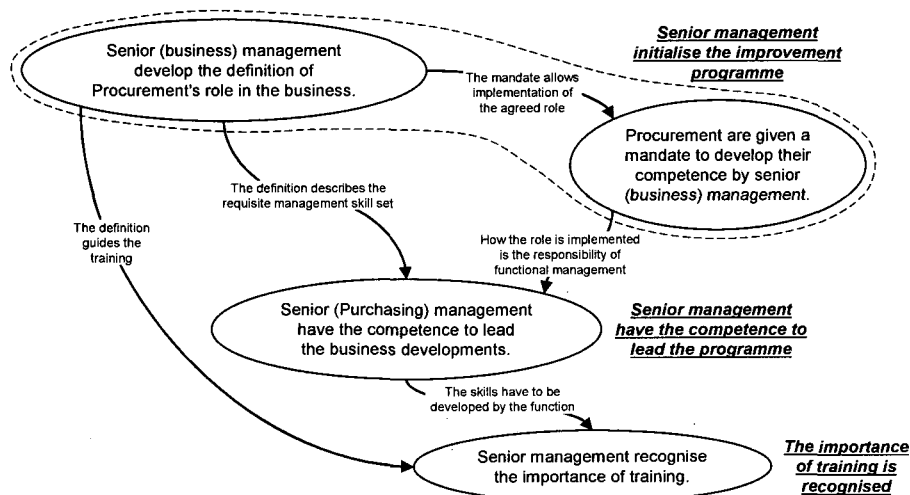 Senior (business) management
develop the definition of
Procurement's role in the business.
Senior management
initialise the improvement
programme
The mandate allows
implementation
of the agreed role
Procurement are given a
mandate to develop their
competence by senior
(business) management.
The definition describes the
requisite management skill set
The definition
guides the
training
How the role is implemented
is the responsibility of
functional management
Senior (Purchasing) management
have the competence to lead
the business developments.
Senior management
have the competence to
lead the programme
The skills have to be
developed by the function
Senior management recognise
the importance of training.
The importance
of training is
recognised